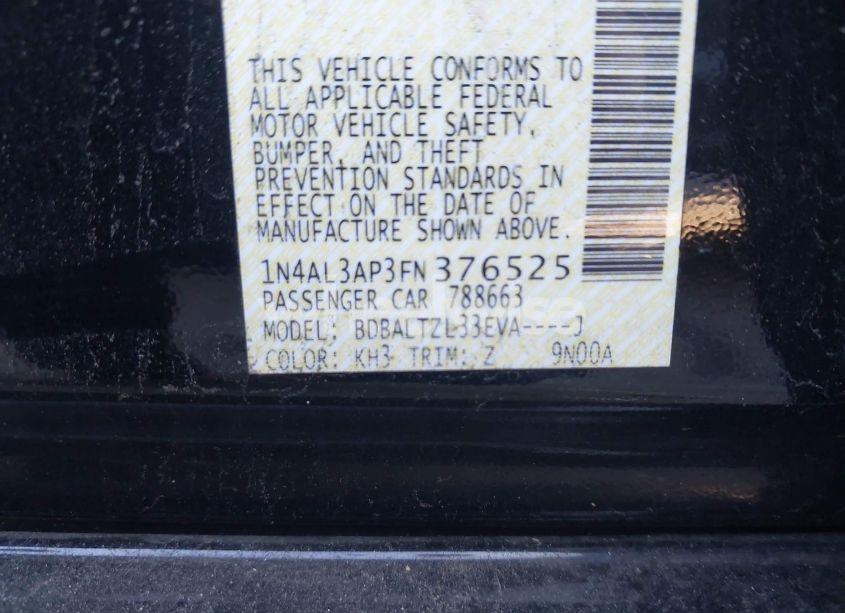 THIS VEHICLE CONFORMS TO
ALL APPLICABLE FEDERAL
MOTOR VEHICLE SAFETY,
BUMPER, AND THEFT
PREVENTION STANDARDS IN
EFFECT ON THE DATE OF
MANUFACTURE SHOWN ABOVE.
1N4AL3AP3FN376525
PASSENGER CAR 788663
MODEL: BDBALTZL33EVA----J
COLOR: KH3 TRIM: Z 9N00A